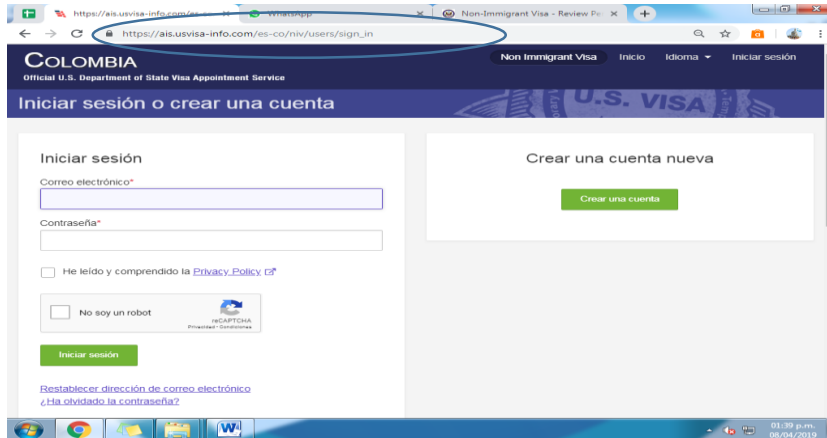 https://ais.usvisa-info.com/es-co
WhatsApp
Non-Immigrant Visa - Review Pe
https://ais.usvisa-info.com/es-co/niv/users/sign_in
COLOMBIA
Official U.S. Department of State Visa Appointment Service
Non Immigrant Visa Inicio Idioma Iniciar sesión
Iniciar sesión o crear una cuenta
U.S. VISA
Iniciar sesión
Crear una cuenta nueva
Correo electrónico*
Crear una cuenta
Contraseña*
He leído y comprendido la Privacy Policy
No soy un robot
reCAPTCHA
Privacidad - Condiciones
Iniciar sesión
Restablecer dirección de correo electrónico
¿Ha olvidado la contraseña?
W
01:39 p.m.
08/04/2019